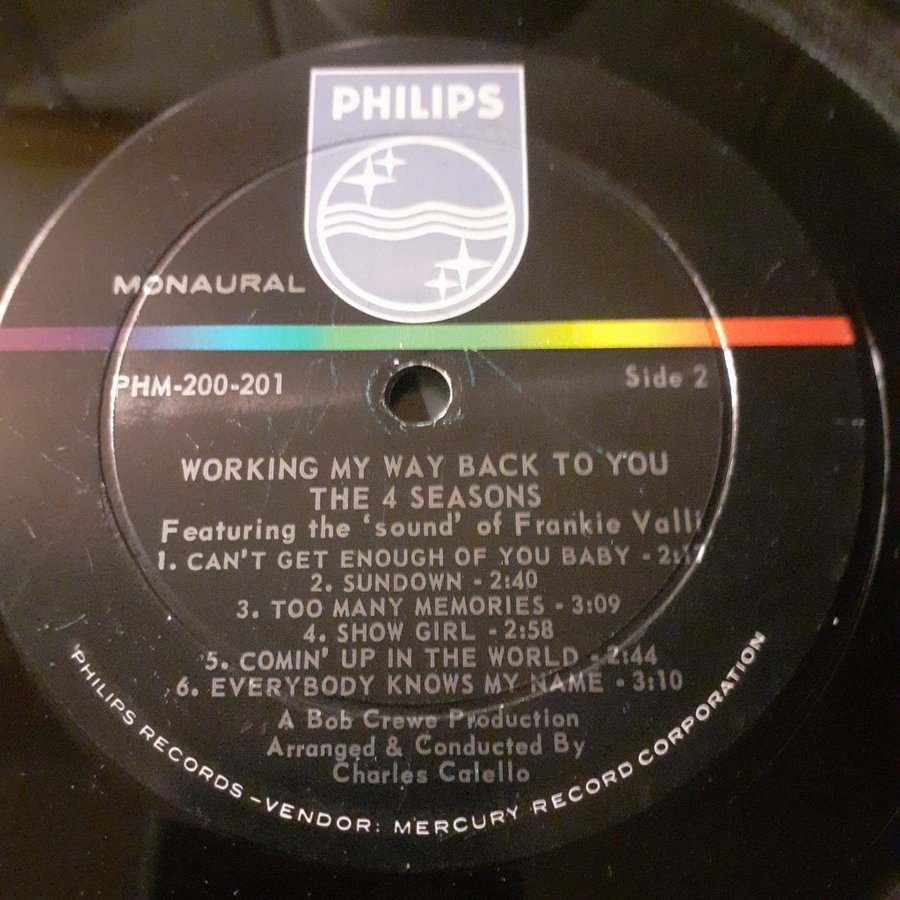 PHILIPS
MONAURAL
PHM-200-201
Side 2
WORKING MY WAY BACK TO YOU
THE 4 SEASONS
Featuring the 'sound' of Frankie Valli
1. CAN'T GET ENOUGH OF YOU BABY - 2:17
2. SUNDOWN - 2:40
3. TOO MANY MEMORIES - 3:09
4. SHOW GIRL - 2:58
5. COMIN' UP IN THE WORLD - 2:44
6. EVERYBODY KNOWS MY NAME - 3:10
A Bob Crewe Production
Arranged & Conducted By
Charles Calello
PHILIPS RECORDS - VENDOR: MERCURY RECORD CORPORATION